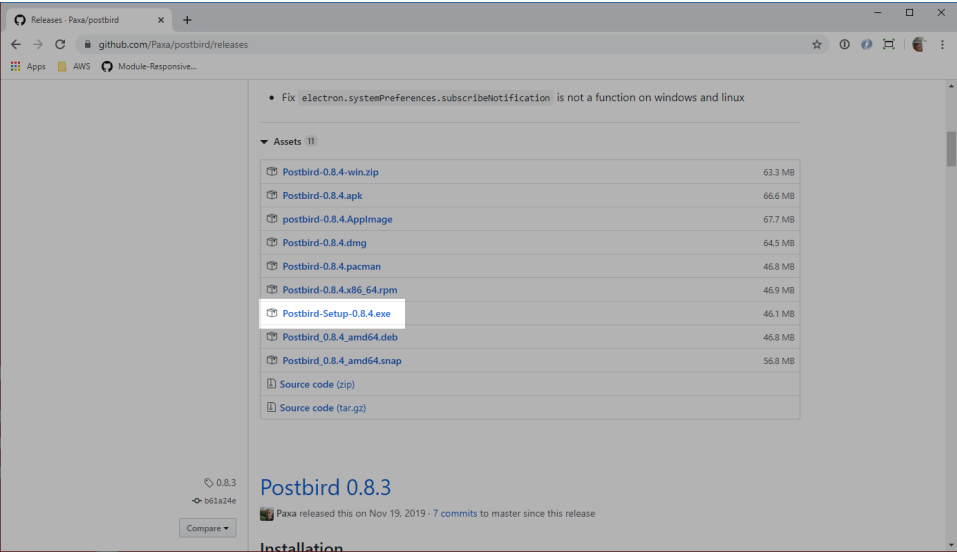 Releases · Paxa/postbird
github.com/Paxa/postbird/releases
Apps AWS Module-Responsive...
Fix electron.systemPreferences.subscribeNotification is not a function on windows and linux
Assets 11
Postbird-0.8.4-win.zip 63.3 MB
Postbird-0.8.4.apk 66.6 MB
postbird-0.8.4.AppImage 67.7 MB
Postbird-0.8.4.dmg 64.5 MB
Postbird-0.8.4.pacman 46.8 MB
Postbird-0.8.4.x86_64.rpm 46.9 MB
Postbird-Setup-0.8.4.exe 46.1 MB
Postbird_0.8.4_amd64.deb 46.8 MB
Postbird_0.8.4_amd64.snap 56.8 MB
Source code (zip)
Source code (tar.gz)
0.8.3
b61a24e
Compare
Postbird 0.8.3
Paxa released this on Nov 19, 2019 · 7 commits to master since this release
Installation